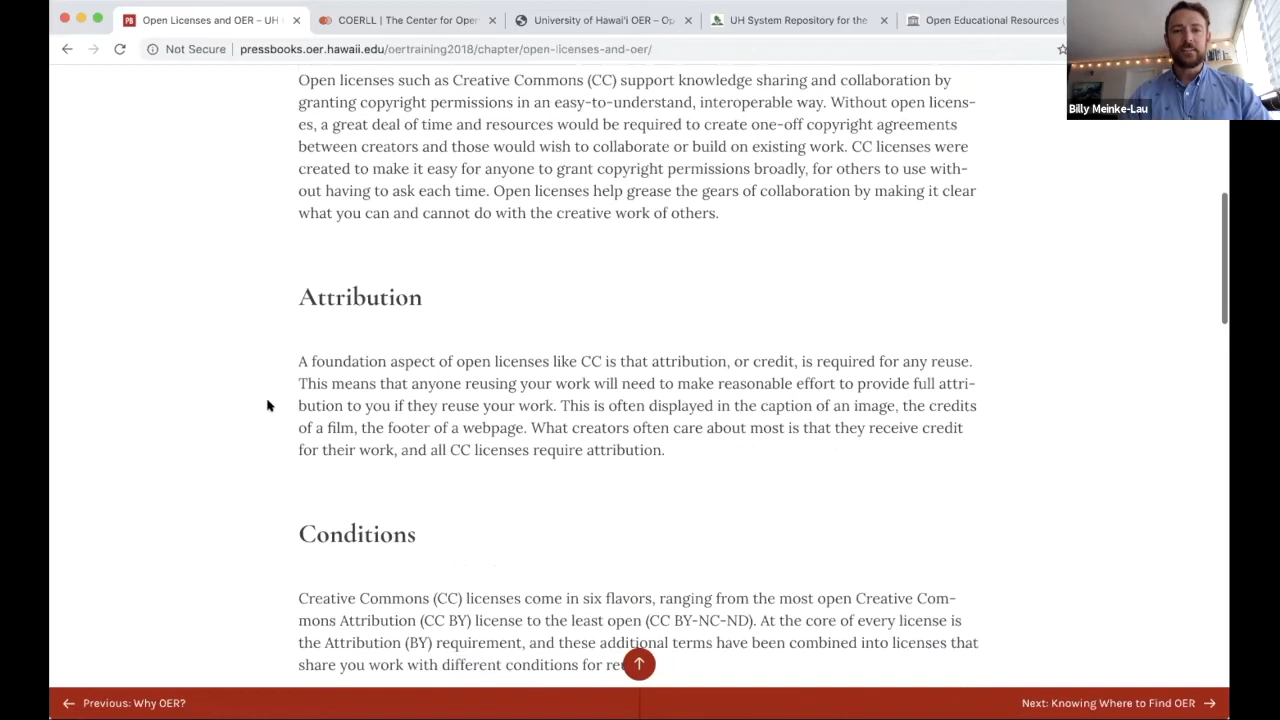 Open Licenses and OER – UH
COERLL | The Center for Open
University of Hawai'i OER – Op
UH System Repository for the
Open Educational Resources (
Not Secure
pressbooks.oer.hawaii.edu/oertraining2018/chapter/open-licenses-and-oer/
Billy Meinke-Lau
Open licenses such as Creative Commons (CC) support knowledge sharing and collaboration by
granting copyright permissions in an easy-to-understand, interoperable way. Without open licens-
es, a great deal of time and resources would be required to create one-off copyright agreements
between creators and those would wish to collaborate or build on existing work. CC licenses were
created to make it easy for anyone to grant copyright permissions broadly, for others to use with-
out having to ask each time. Open licenses help grease the gears of collaboration by making it clear
what you can and cannot do with the creative work of others.
Attribution
A foundation aspect of open licenses like CC is that attribution, or credit, is required for any reuse.
This means that anyone reusing your work will need to make reasonable effort to provide full attri-
bution to you if they reuse your work. This is often displayed in the caption of an image, the credits
of a film, the footer of a webpage. What creators often care about most is that they receive credit
for their work, and all CC licenses require attribution.
Conditions
Creative Commons (CC) licenses come in six flavors, ranging from the most open Creative Com-
mons Attribution (CC BY) license to the least open (CC BY-NC-ND). At the core of every license is
the Attribution (BY) requirement, and these additional terms have been combined into licenses that
share you work with different conditions for
Previous: Why OER?
Next: Knowing Where to Find OER